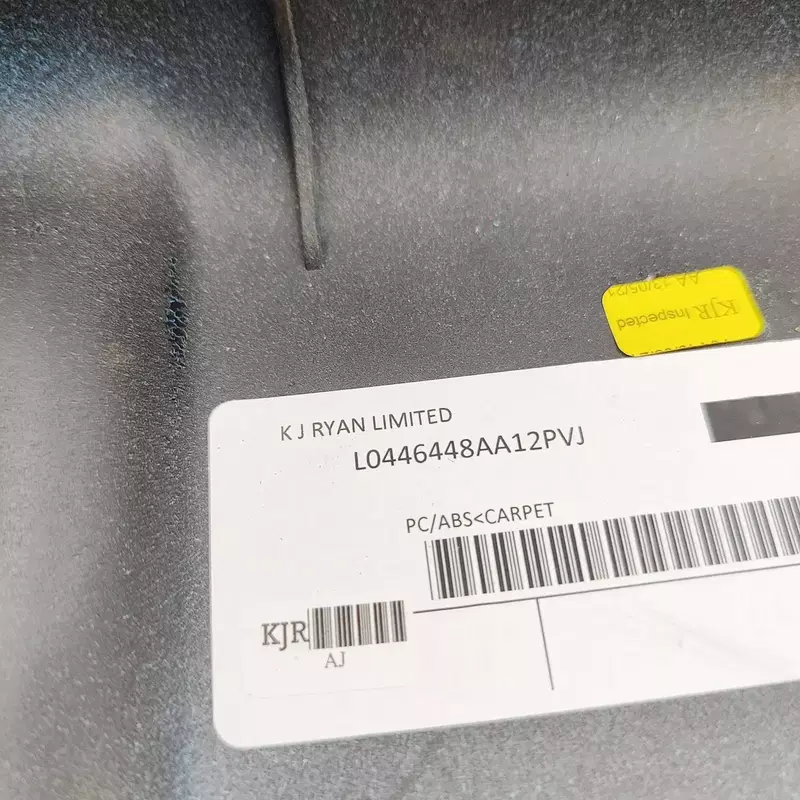 KJR Inspected
K J RYAN LIMITED
L0446448AA12PVJ
PC/ABS<CARPET
KJR
AJ